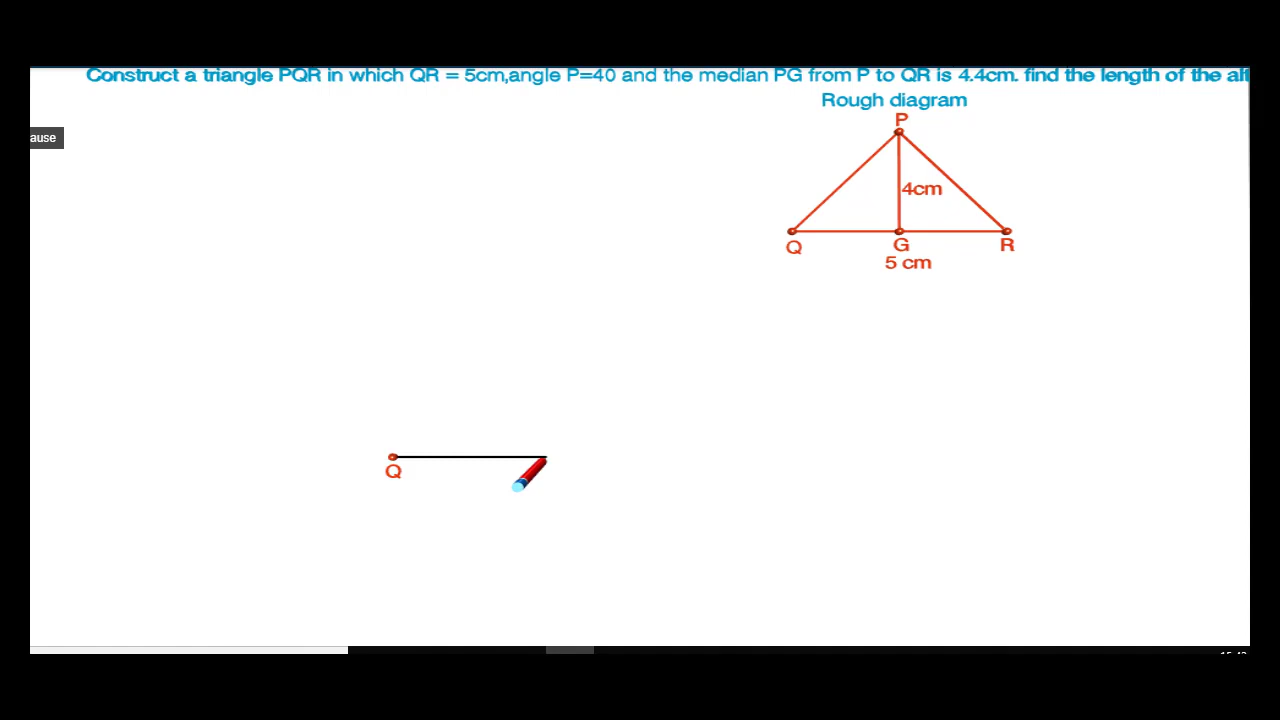 Construct a triangle PQR in which QR = 5cm,angle P=40 and the median PG from P to QR is 4.4cm. find the length of the
Rough diagram
P
ause
4cm
Q
G
R
5 cm
Q